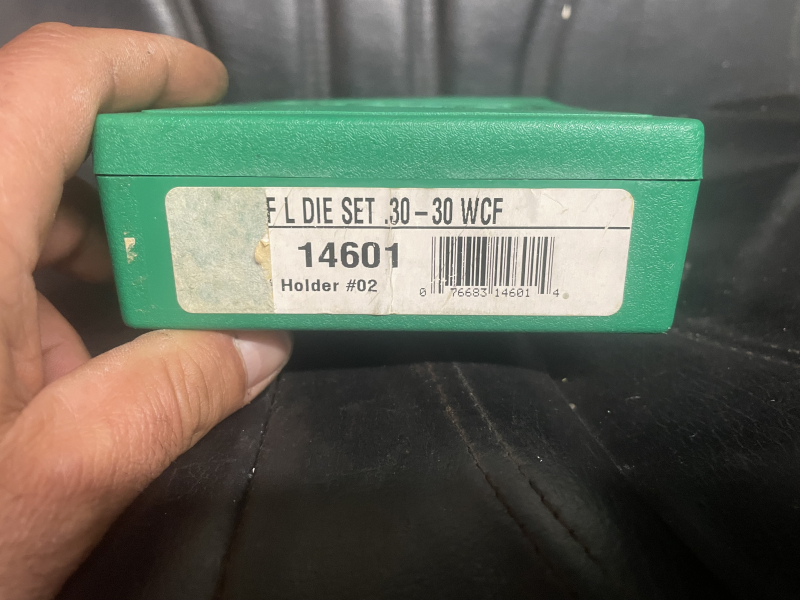 F L DIE SET .30-30 WCF
14601
Holder #02
0 76683 14601 4